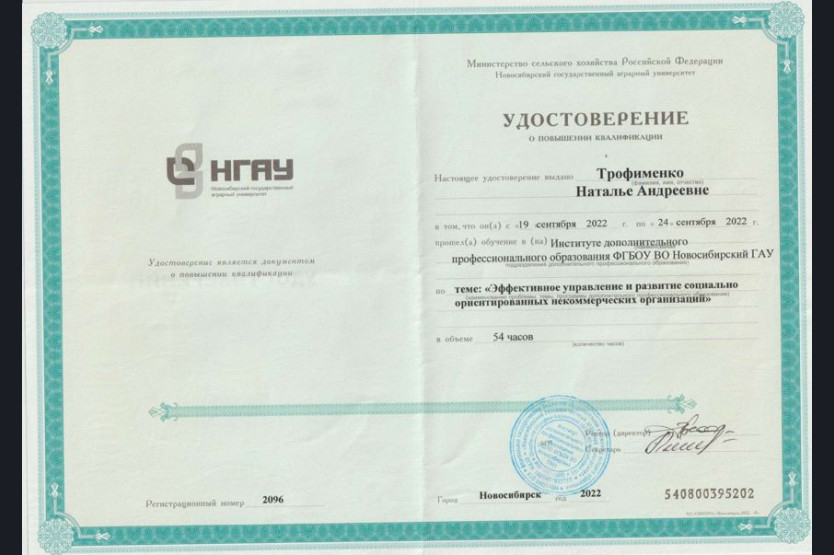 НГАУ
Новосибирский государственный
аграрный университет
Удостоверение является документом
о повышении квалификации
Регистрационный номер 2096
Министерство сельского хозяйства Российской Федерации
Новосибирский государственный аграрный университет
УДОСТОВЕРЕНИЕ
О ПОВЫШЕНИИ КВАЛИФИКАЦИИ
Настоящее удостоверение выдано Трофименко
(фамилия, имя, отчество)
Наталье Андреевне
в том, что он(а) с «19 сентября 2022 г. по «24» сентября 2022 г.
прошел(а) обучение в (на) Институте дополнительного
профессионального образования ФГБОУ ВО Новосибирский ГАУ
подразделения дополнительного профессионального образования)
по теме: «Эффективное управление и развитие социально
ориентированных некоммерческих организаций»
в объеме 54 часов
(количество часов)
М.П.
Ректор (директор)
Секретарь
Город Новосибирск год 2022
540800395202